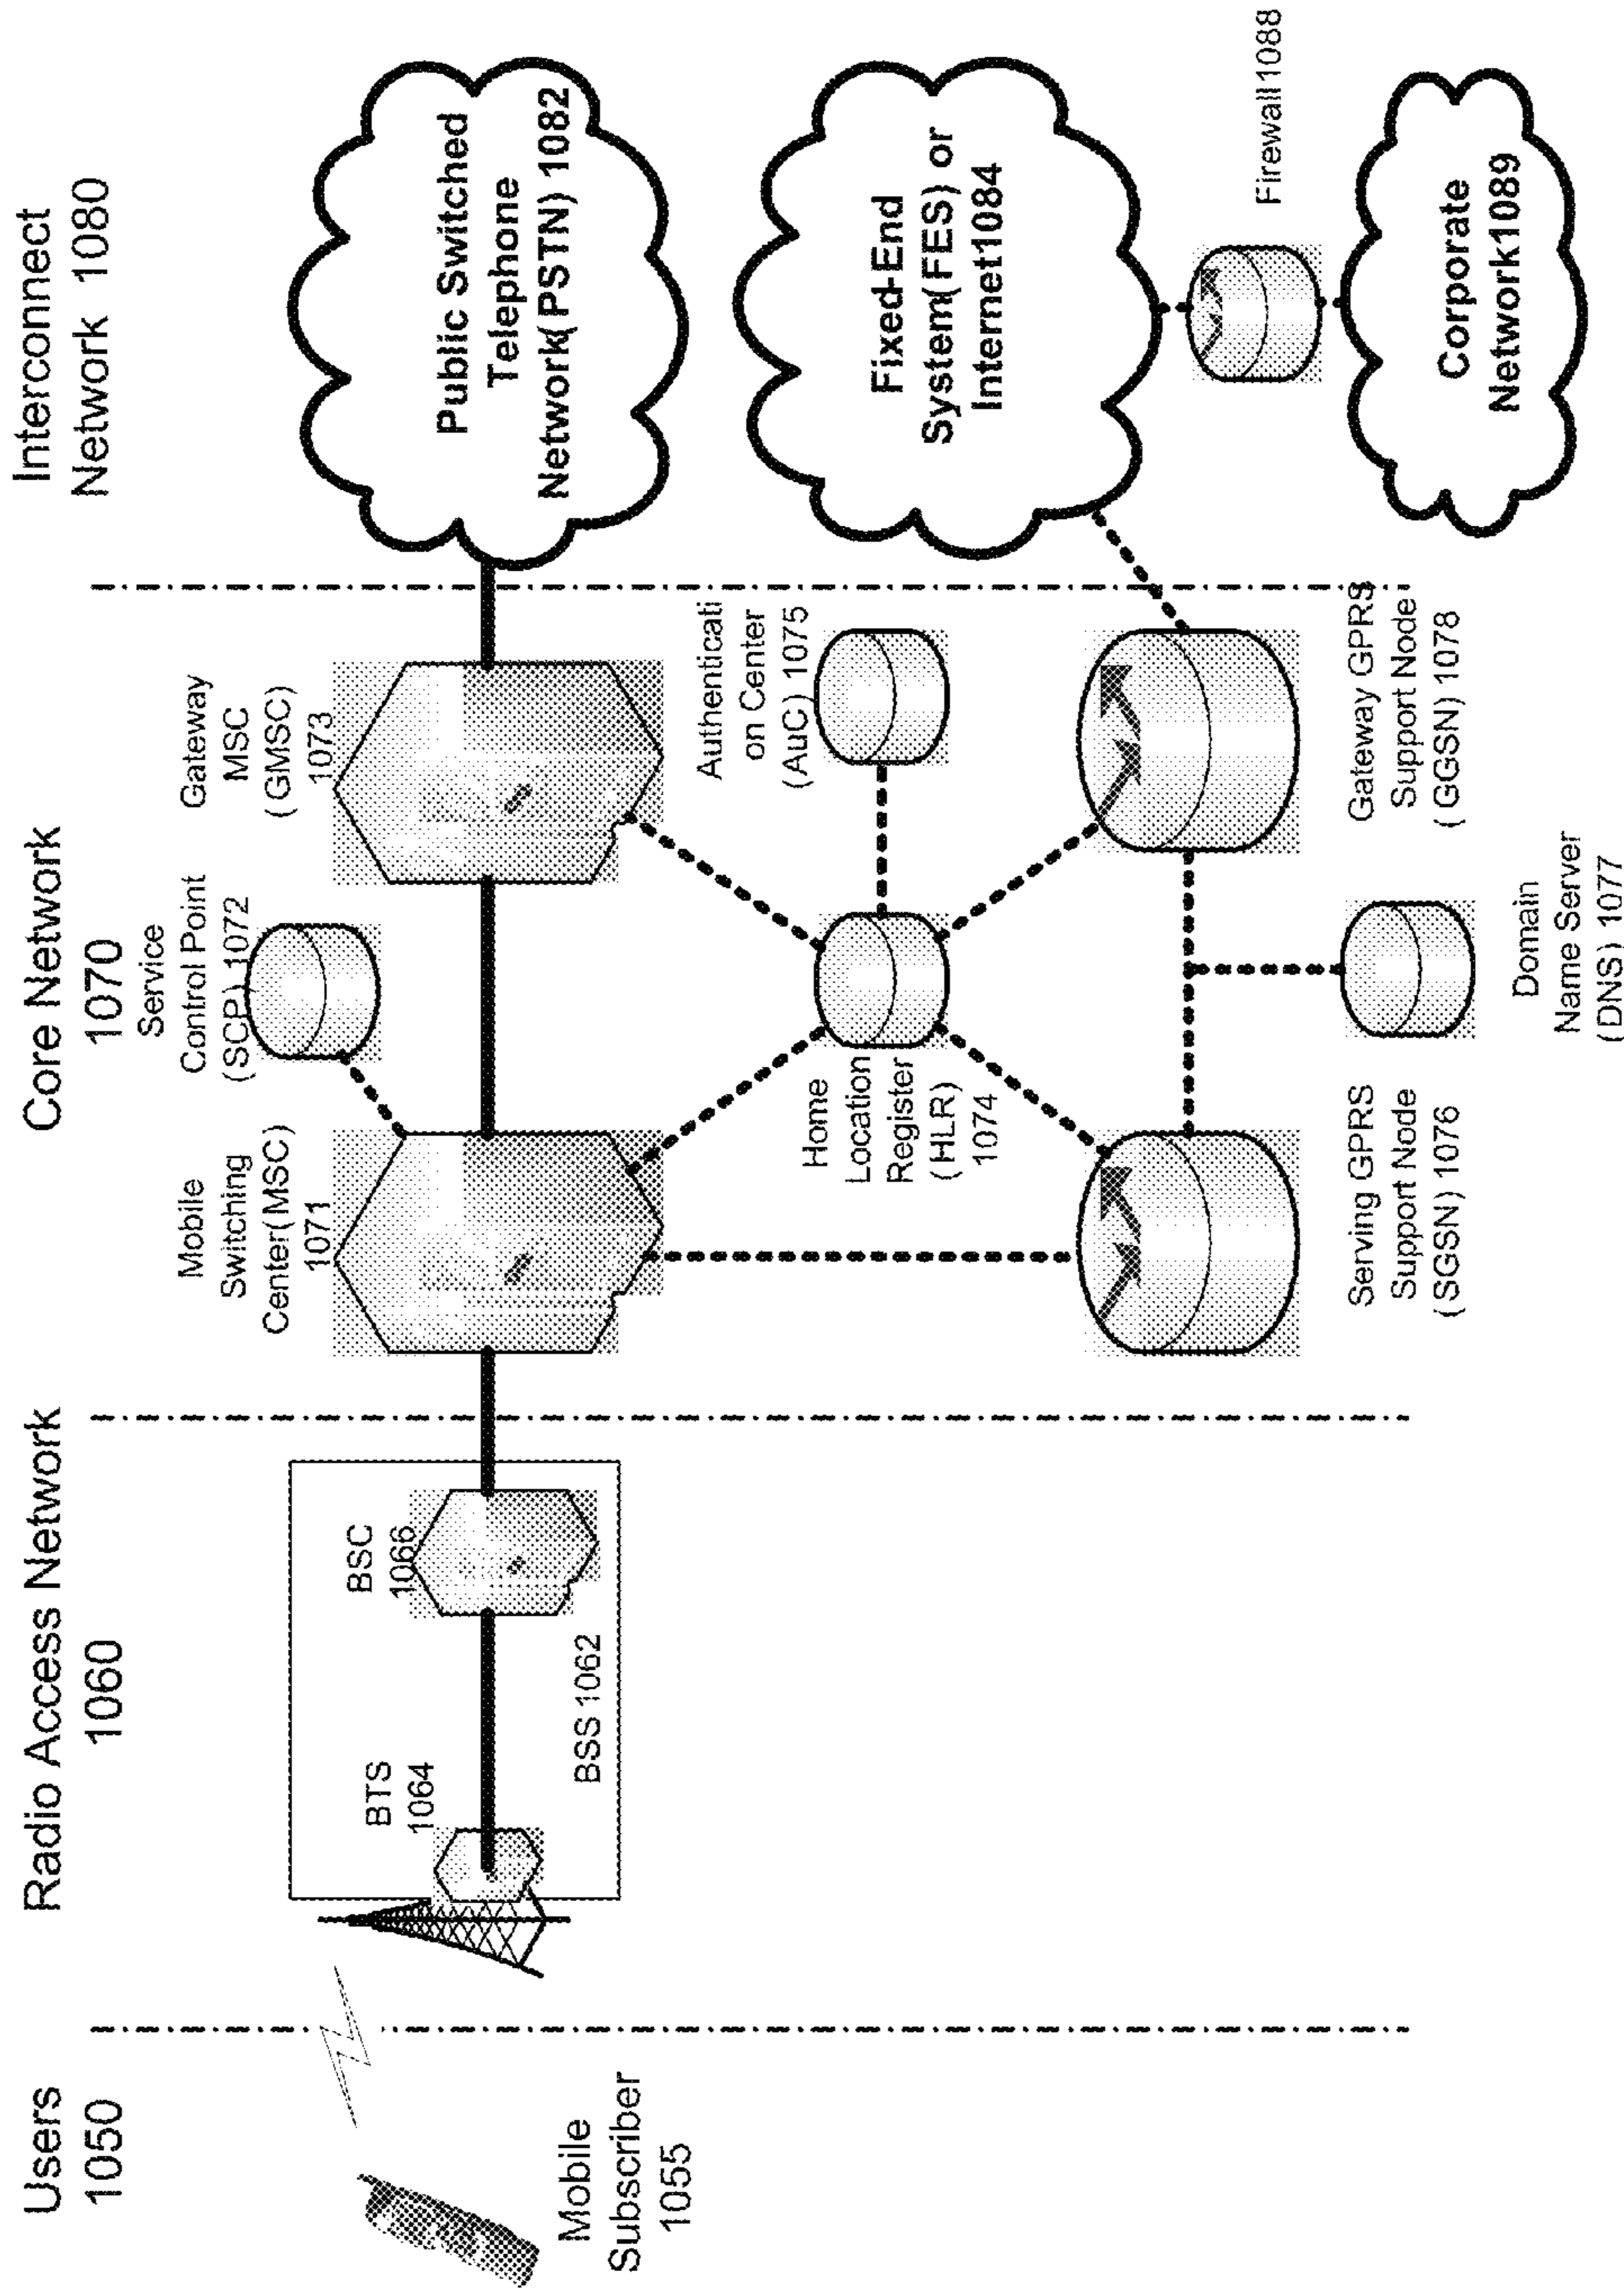 Users
1050
Radio Access Network
1060
Core Network
1070
Interconnect
Network 1080
Mobile
Subscriber
1055
BTS
1064
BSC
1066
BSS 1062
Mobile
Switching
Center(MSC)
1071
Service
Control Point
(SCP) 1072
Gateway
MSC
(GMSC)
1073
Public Switched
Telephone
Network(PSTN) 1082
Home
Location
Register
(HLR)
1074
Authenticati
on Center
(AuC) 1075
Fixed-End
System(FES) or
Internet1084
Serving GPRS
Support Node
(SGSN) 1076
Domain
Name Server
(DNS) 1077
Gateway GPRS
Support Node
(GGSN) 1078
Firewall1088
Corporate
Network1089